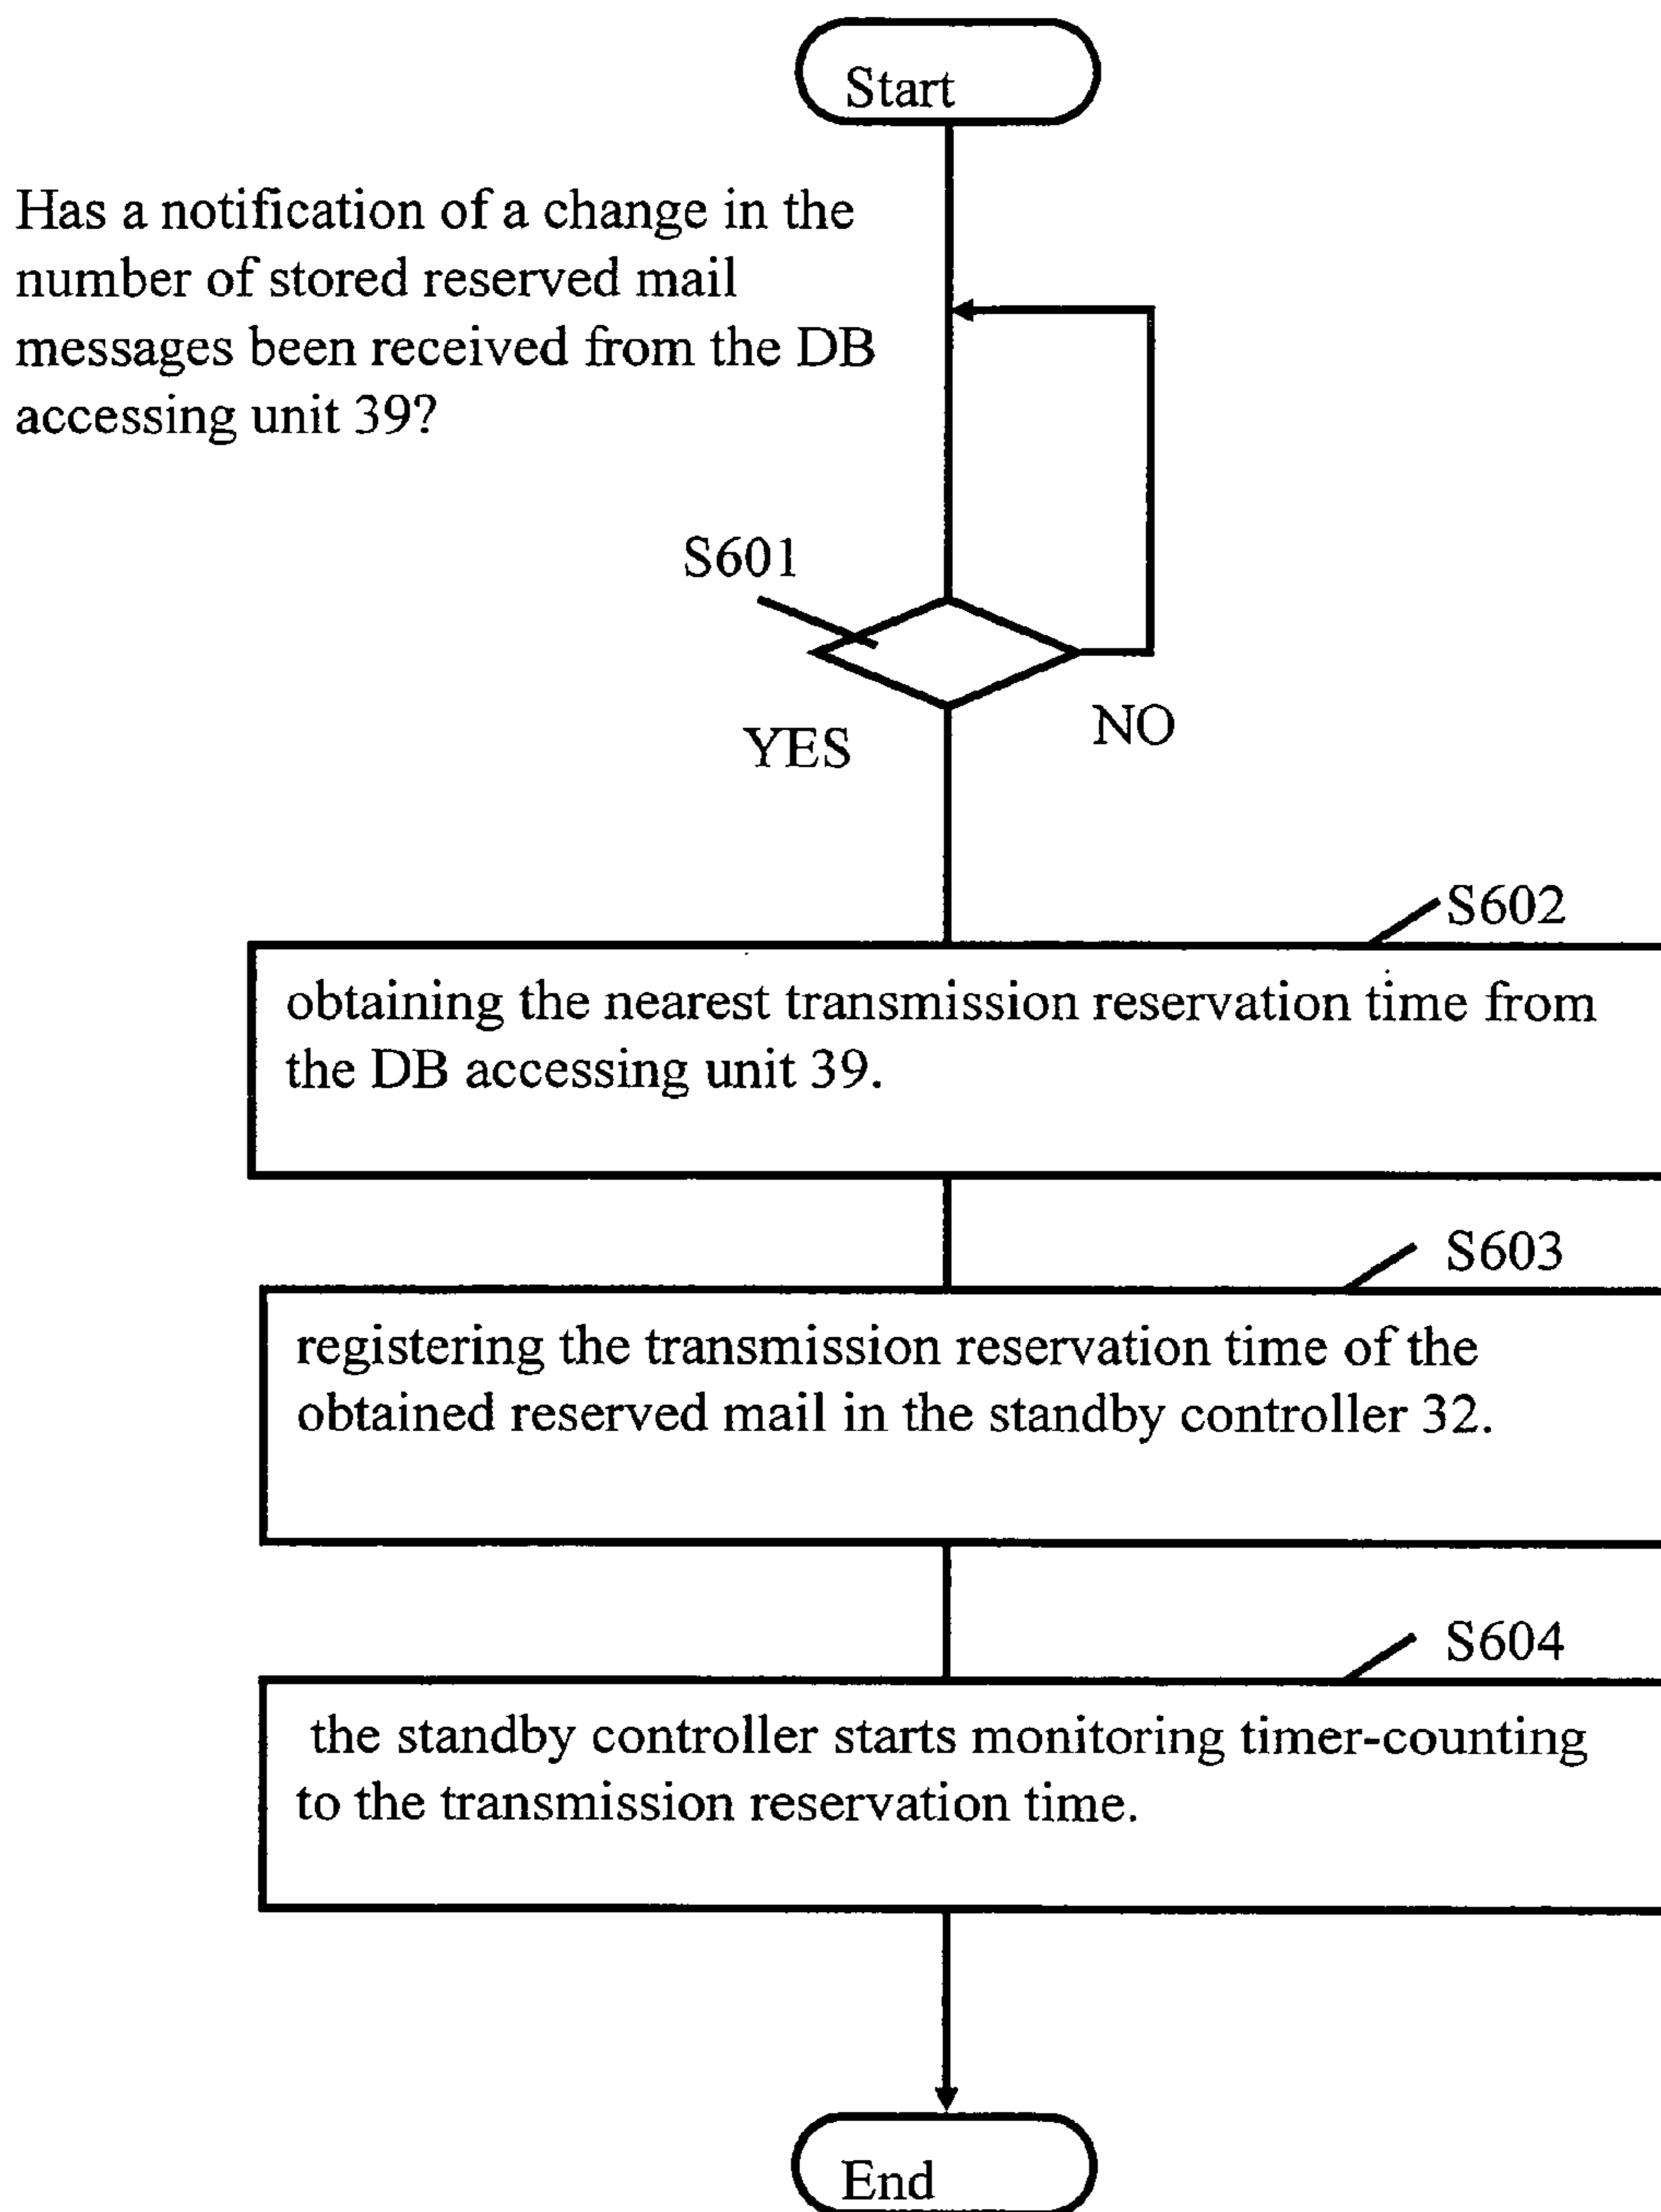 Start
Has a notification of a change in the
number of stored reserved mail
messages been received from the DB
accessing unit 39?
S601
YES
NO
S602
obtaining the nearest transmission reservation time from
the DB accessing unit 39.
S603
registering the transmission reservation time of the
obtained reserved mail in the standby controller 32.
S604
the standby controller starts monitoring timer-counting
to the transmission reservation time.
End